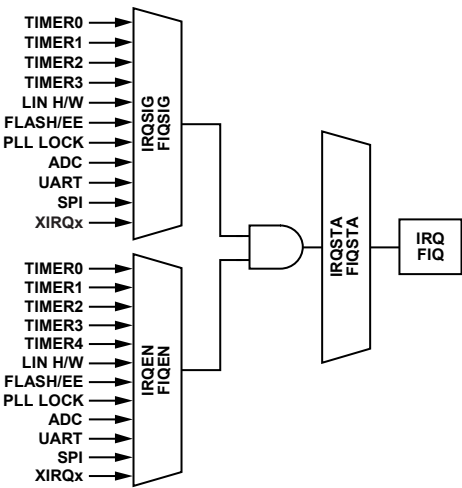 TIMER0
TIMER1
TIMER2
TIMER3
LIN H/W
FLASH/EE
PLL LOCK
ADC
UART
SPI
XIRQx
IRQSIG
FIQSIG
TIMER0
TIMER1
TIMER2
TIMER3
TIMER4
LIN H/W
FLASH/EE
PLL LOCK
ADC
UART
SPI
XIRQx
IRQEN
FIQEN
IRQSTA
FIQSTA
IRQ
FIQ